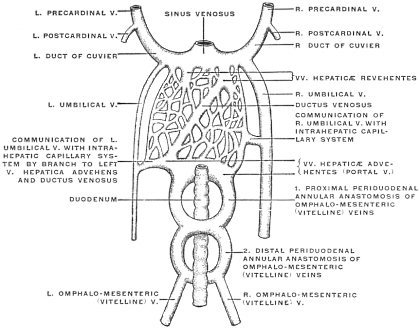 L. PRECARDINAL V.
SINUS VENOSUS
R. PRECARDINAL V.
L. POSTCARDINAL V.
R. POSTCARDINAL V.
L. DUCT OF CUVIER
R DUCT OF CUVIER
VV. HEPATICÆ REVEHENTES
L. UMBILICAL V.
R. UMBILICAL V.
DUCTUS VENOSUS
COMMUNICATION OF
R. UMBILICAL V. WITH
INTRAHEPATIC CAPIL-
LARY SYSTEM
COMMUNICATION OF L.
UMBILICAL V. WITH INTRA-
HEPATIC CAPILLARY SYS-
TEM BY BRANCH TO LEFT
V. HEPATICA ADVEHENS
AND DUCTUS VENOSUS
VV. HEPATICÆ ADVE-
HENTES (PORTAL V.)
DUODENUM
1. PROXIMAL PERIDUODENAL
ANNULAR ANASTOMOSIS OF
OMPHALO-MESENTERIC
(VITELLINE) VEINS
2. DISTAL PERIDUODENAL
ANNULAR ANASTOMOSIS OF
OMPHALO-MESENTERIC
(VITELLINE) VEINS
L. OMPHALO-MESENTERIC
(VITELLINE) V.
R. OMPHALO-MESENTERIC
(VITELLINE) V.